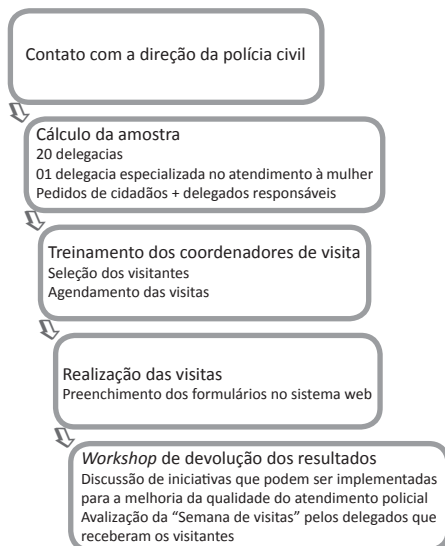 Contato com a direção da polícia civil
Cálculo da amostra
20 delegacias
01 delegacia especializada no atendimento à mulher
Pedidos de cidadãos + delegados responsáveis
Treinamento dos coordenadores de visita
Seleção dos visitantes
Agendamento das visitas
Realização das visitas
Preenchimento dos formulários no sistema web
Workshop de devolução dos resultados
Discussão de iniciativas que podem ser implementadas
para a melhoria da qualidade do atendimento policial
Avalização da “Semana de visitas” pelos delegados que
receberam os visitantes